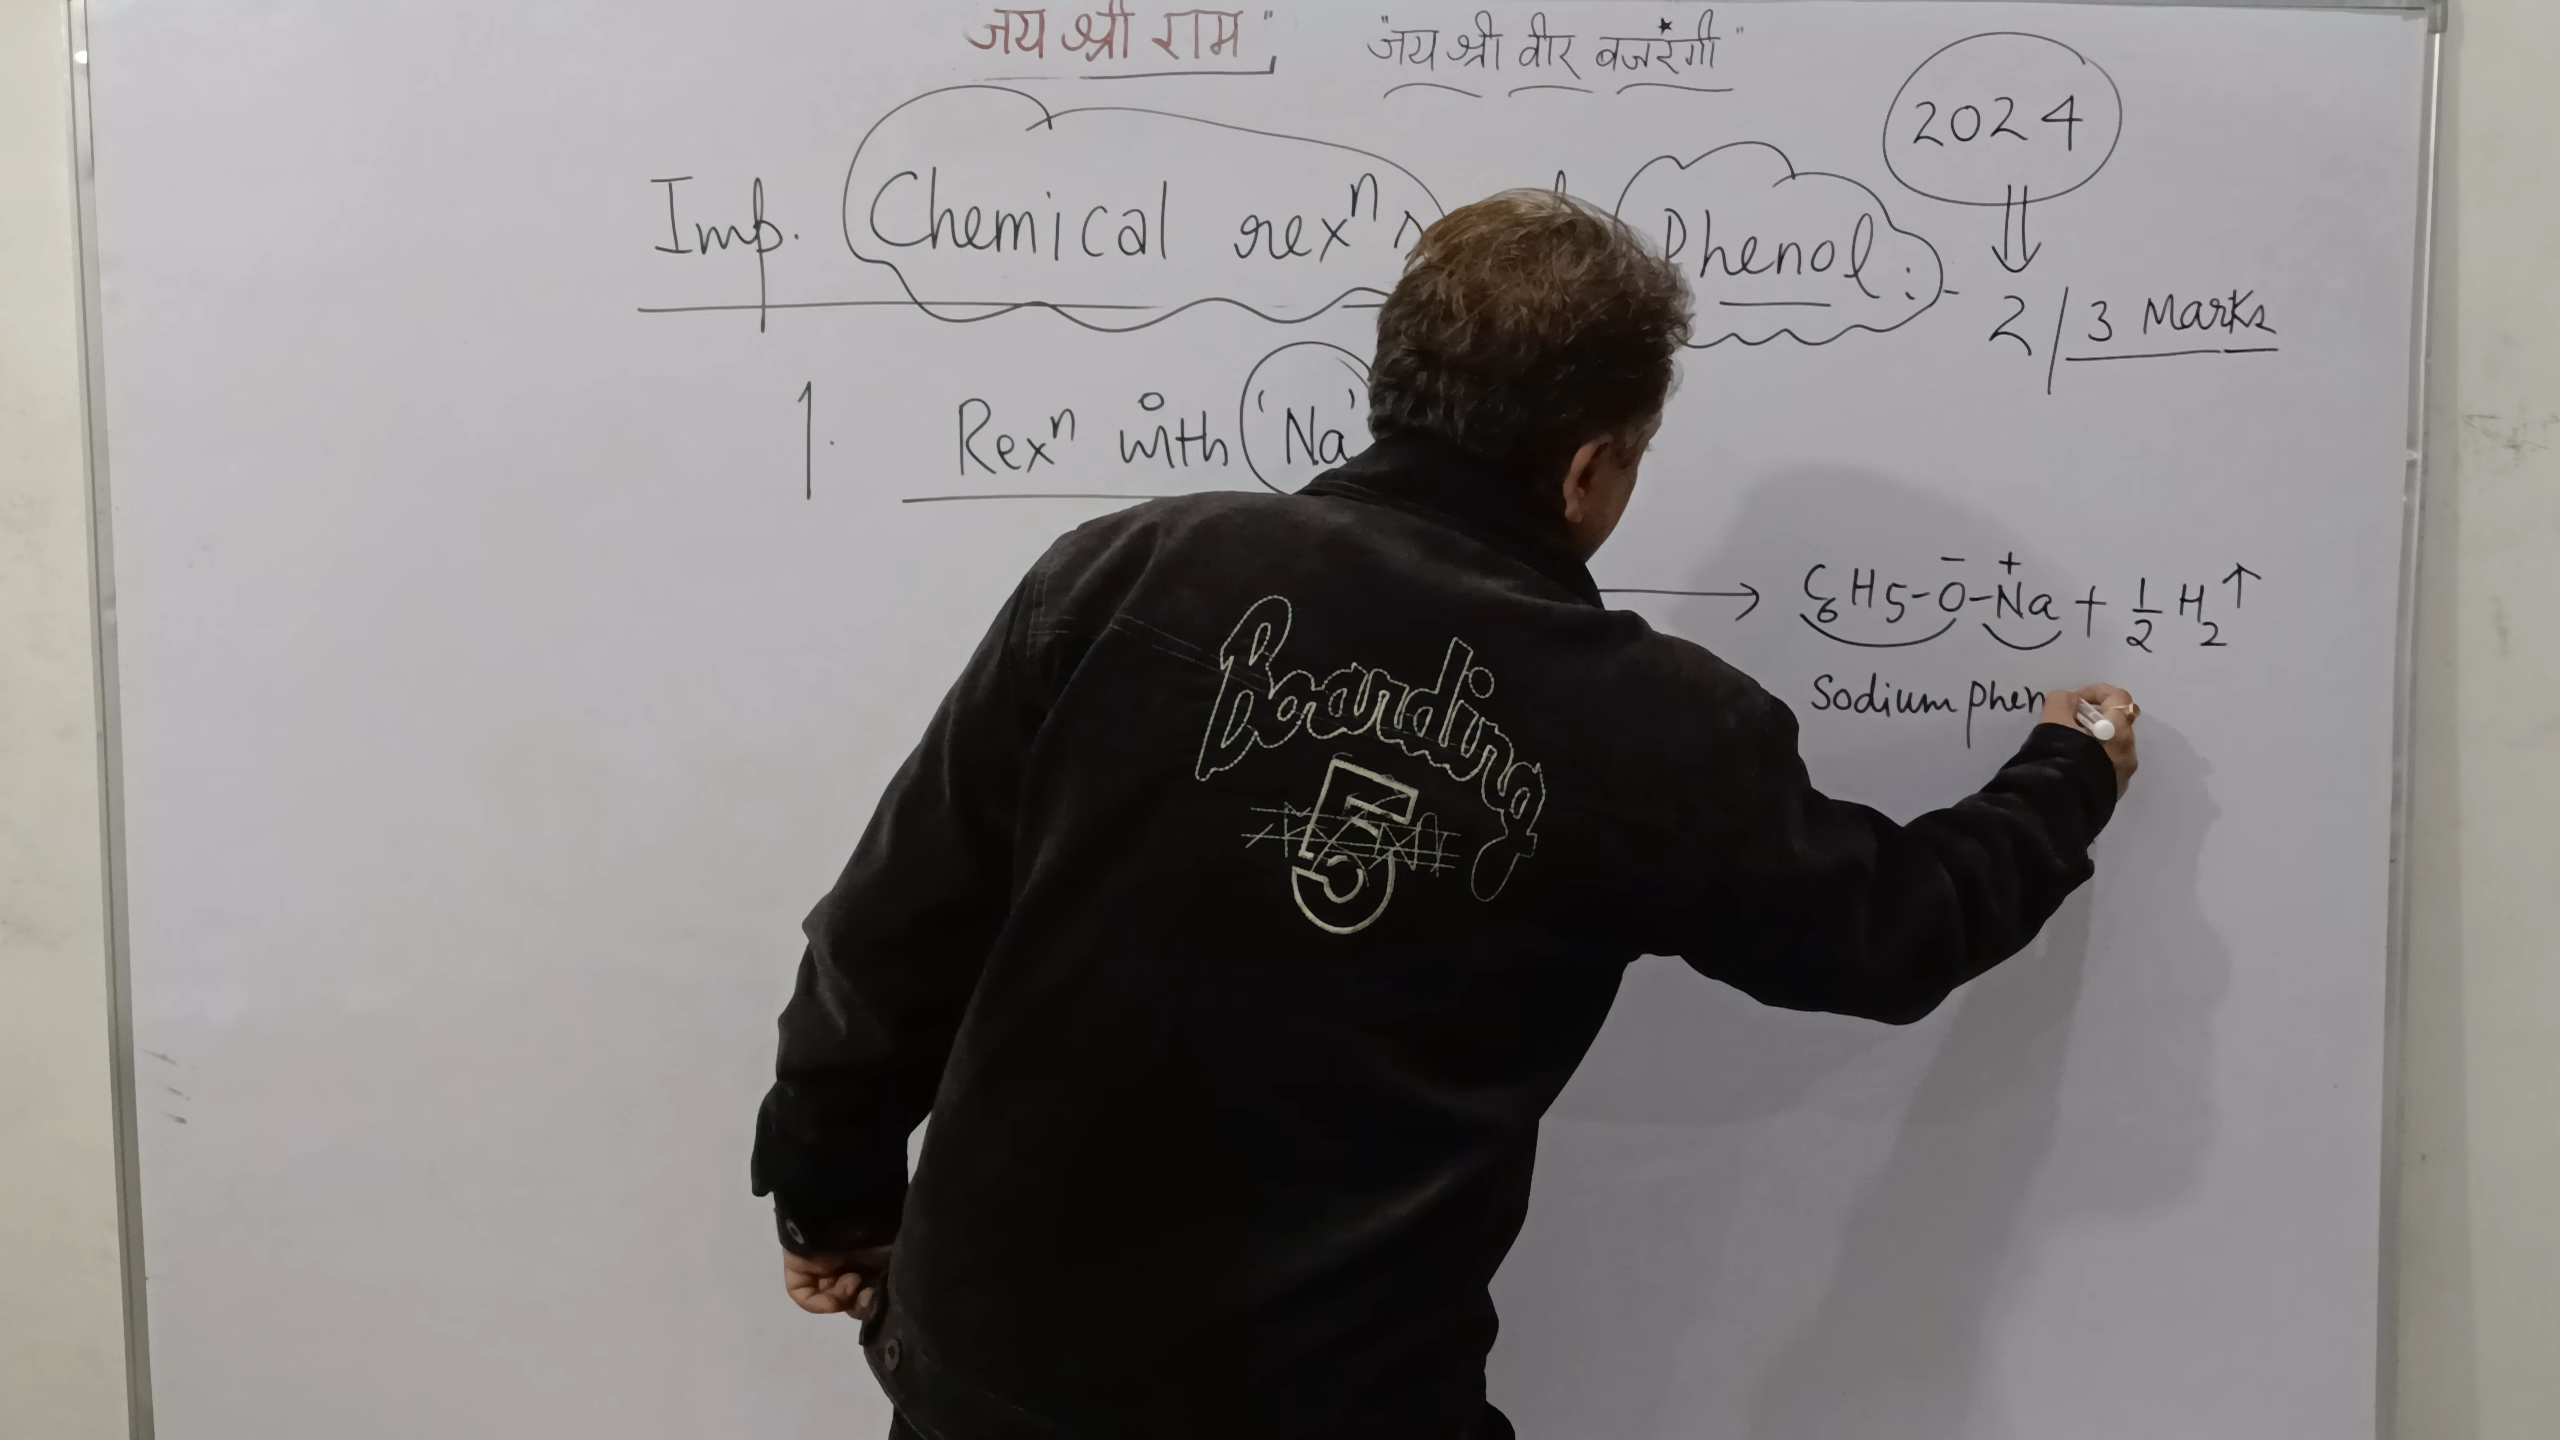 जय श्री राम" "जय श्री वीर बजरंगी"
2024
Imp. Chemical rexⁿs Phenol :-
2/3 Marks
1. Rexⁿ with 'Na'
→ C₆H5-O⁻-Na⁺ + 1/2 H₂↑
Sodium phen
Boarding
5